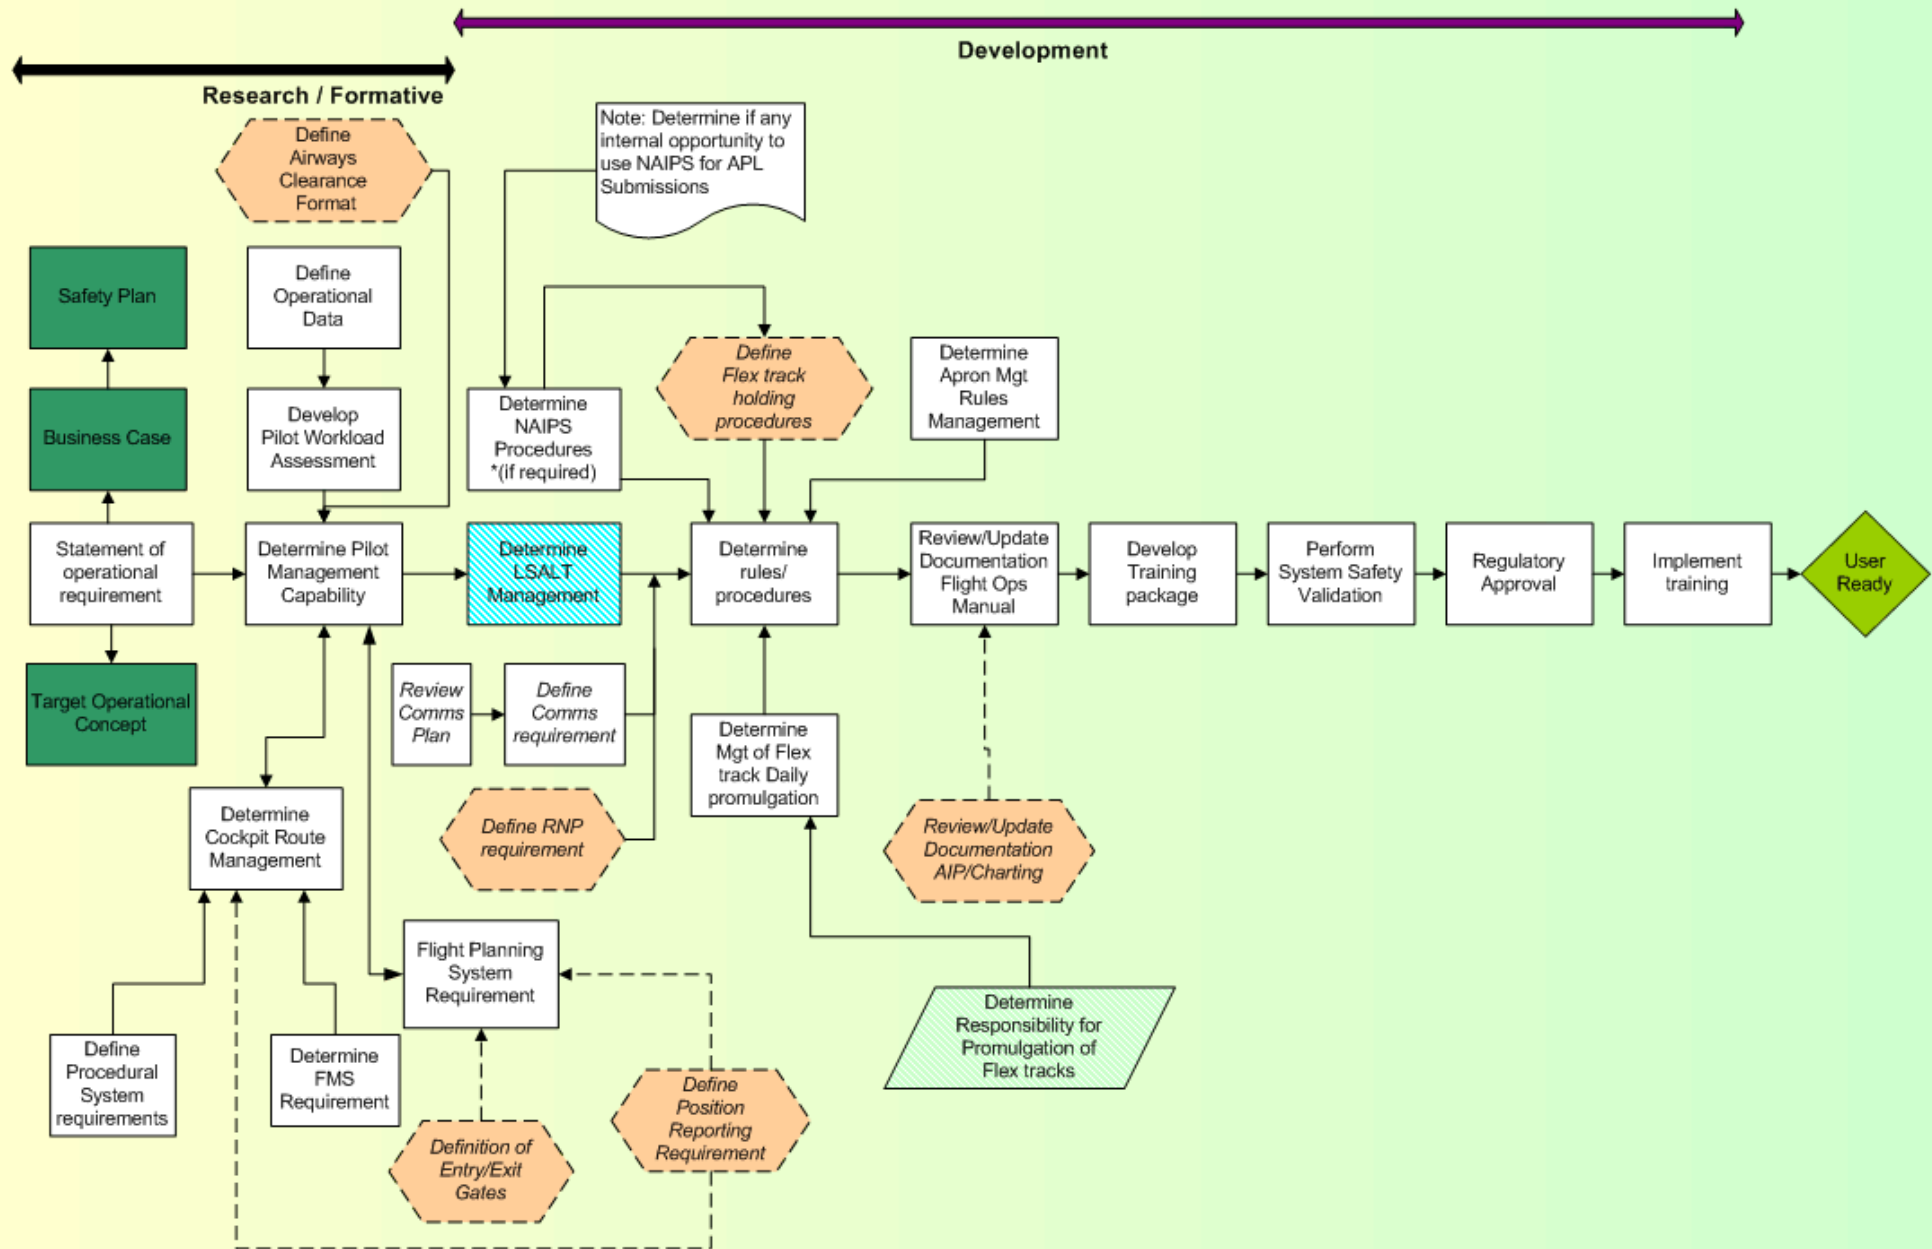 Development
Research / Formative
Define
Airways
Clearance
Format
Note: Determine if any
internal opportunity to
use NAIPS for APL
Submissions
Safety Plan
Define
Operational
Data
Business Case
Develop
Pilot Workload
Assessment
Determine
NAIPS
Procedures
*(if required)
Define
Flex track
holding
procedures
Determine
Apron Mgt
Rules
Management
Statement of
operational
requirement
Determine Pilot
Management
Capability
Determine
LSALT
Management
Determine
rules/
procedures
Review/Update
Documentation
Flight Ops
Manual
Develop
Training
package
Perform
System Safety
Validation
Regulatory
Approval
Implement
training
User
Ready
Target Operational
Concept
Review
Comms
Plan
Define
Comms
requirement
Determine
Mgt of Flex
track Daily
promulgation
Determine
Cockpit Route
Management
Define RNP
requirement
Review/Update
Documentation
AIP/Charting
Flight Planning
System
Requirement
Determine
Responsibility for
Promulgation of
Flex tracks
Define
Procedural
System
requirements
Determine
FMS
Requirement
Definition of
Entry/Exit
Gates
Define
Position
Reporting
Requirement